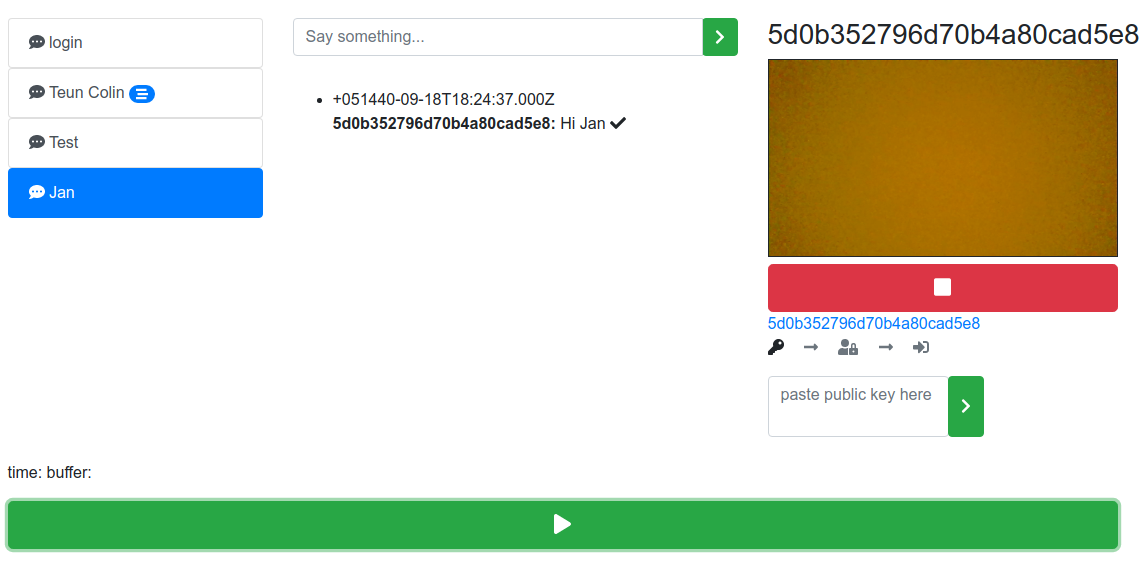 login
Teun Colin
Test
Jan
Say something...
+051440-09-18T18:24:37.000Z
5d0b352796d70b4a80cad5e8: Hi Jan
5d0b352796d70b4a80cad5e8
5d0b352796d70b4a80cad5e8
paste public key here
time: buffer: